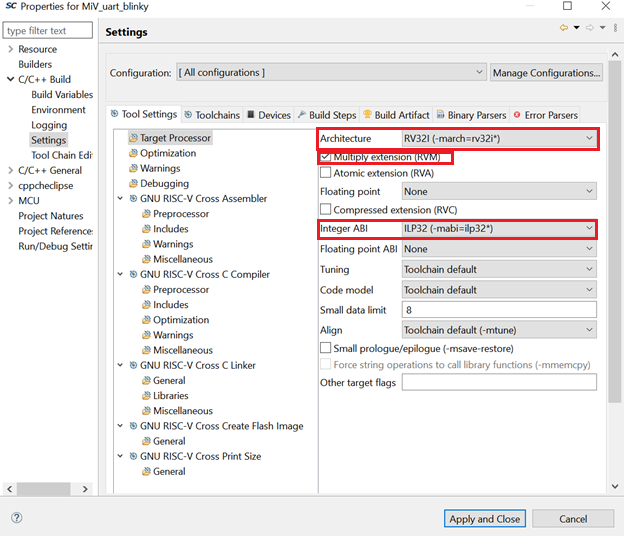 SC Properties for MiV_uart_blinky
type filter text
Resource
Builders
C/C++ Build
Build Variables
Environment
Logging
Settings
Tool Chain Edi
C/C++ General
cppcheclipse
MCU
Project Natures
Project References
Run/Debug Settin
Settings
Configuration: [ All configurations ] Manage Configurations...
Tool Settings Toolchains Devices Build Steps Build Artifact Binary Parsers Error Parsers
Target Processor
Optimization
Warnings
Debugging
GNU RISC-V Cross Assembler
Preprocessor
Includes
Warnings
Miscellaneous
GNU RISC-V Cross C Compiler
Preprocessor
Includes
Optimization
Warnings
Miscellaneous
GNU RISC-V Cross C Linker
General
Libraries
Miscellaneous
GNU RISC-V Cross Create Flash Image
General
GNU RISC-V Cross Print Size
General
Architecture RV32I (-march=rv32i*)
Multiply extension (RVM)
Atomic extension (RVA)
Floating point None
Compressed extension (RVC)
Integer ABI ILP32 (-mabi=ilp32*)
Floating point ABI None
Tuning Toolchain default
Code model Toolchain default
Small data limit 8
Align Toolchain default (-mtune)
Small prologue/epilogue (-msave-restore)
Force string operations to call library functions (-mmemcpy)
Other target flags
Apply and Close Cancel